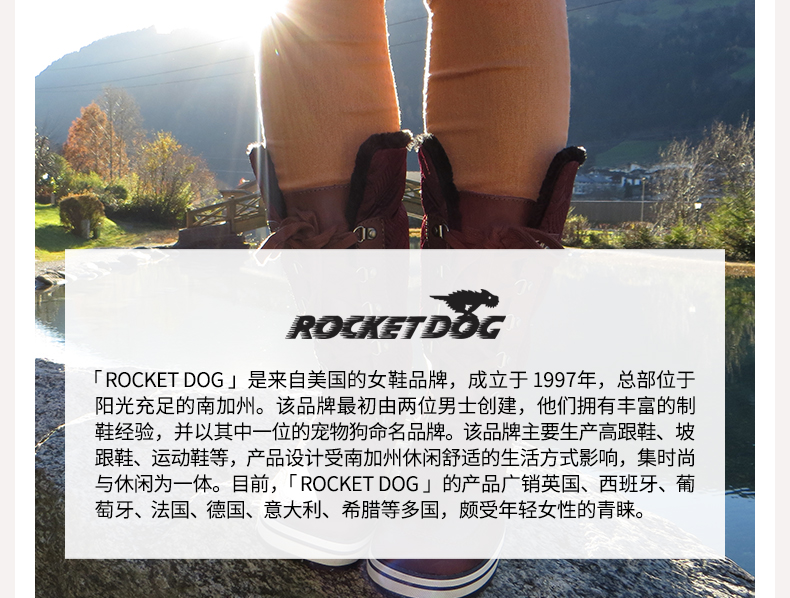 ROCKET DOG
「ROCKET DOG」是来自美国的女鞋品牌，成立于 1997年，总部位于
阳光充足的南加州。该品牌最初由两位男士创建，他们拥有丰富的制
鞋经验，并以其中一位的宠物狗命名品牌。该品牌主要生产高跟鞋、坡
跟鞋、运动鞋等，产品设计受南加州休闲舒适的生活方式影响，集时尚
与休闲为一体。目前，「ROCKET DOG」的产品广销英国、西班牙、葡
萄牙、法国、德国、意大利、希腊等多国，颇受年轻女性的青睐。